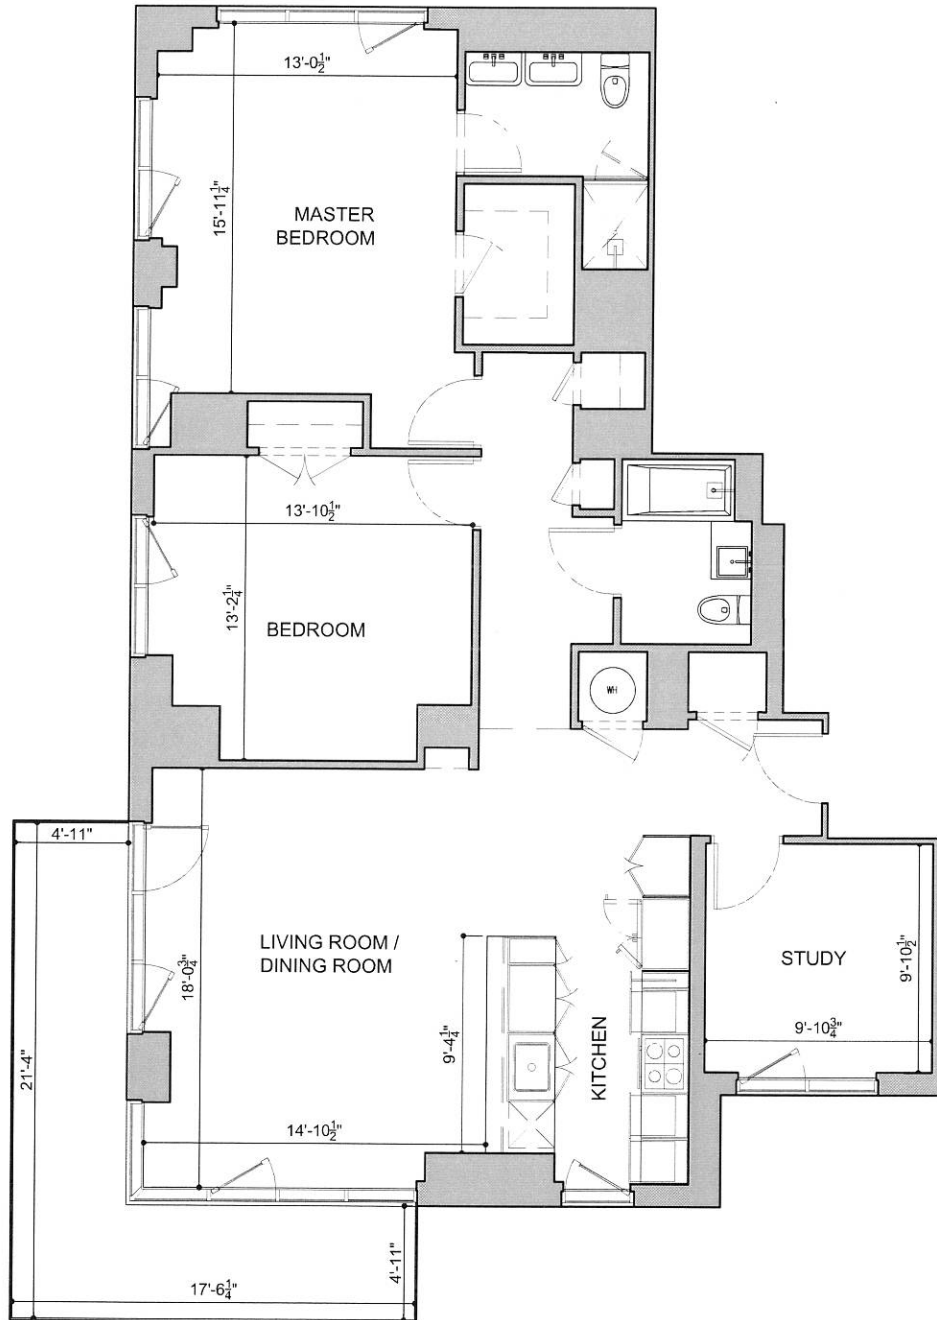 13'-0½"
15'-11¼"
MASTER
BEDROOM
13'-10½"
13'-2¼"
BEDROOM
WH
4'-11"
LIVING ROOM /
DINING ROOM
18'-0¾"
STUDY
9'-10½"
9'-10¾"
9'-4¼"
KITCHEN
21'-4"
14'-10½"
4'-11"
17'-6¼"